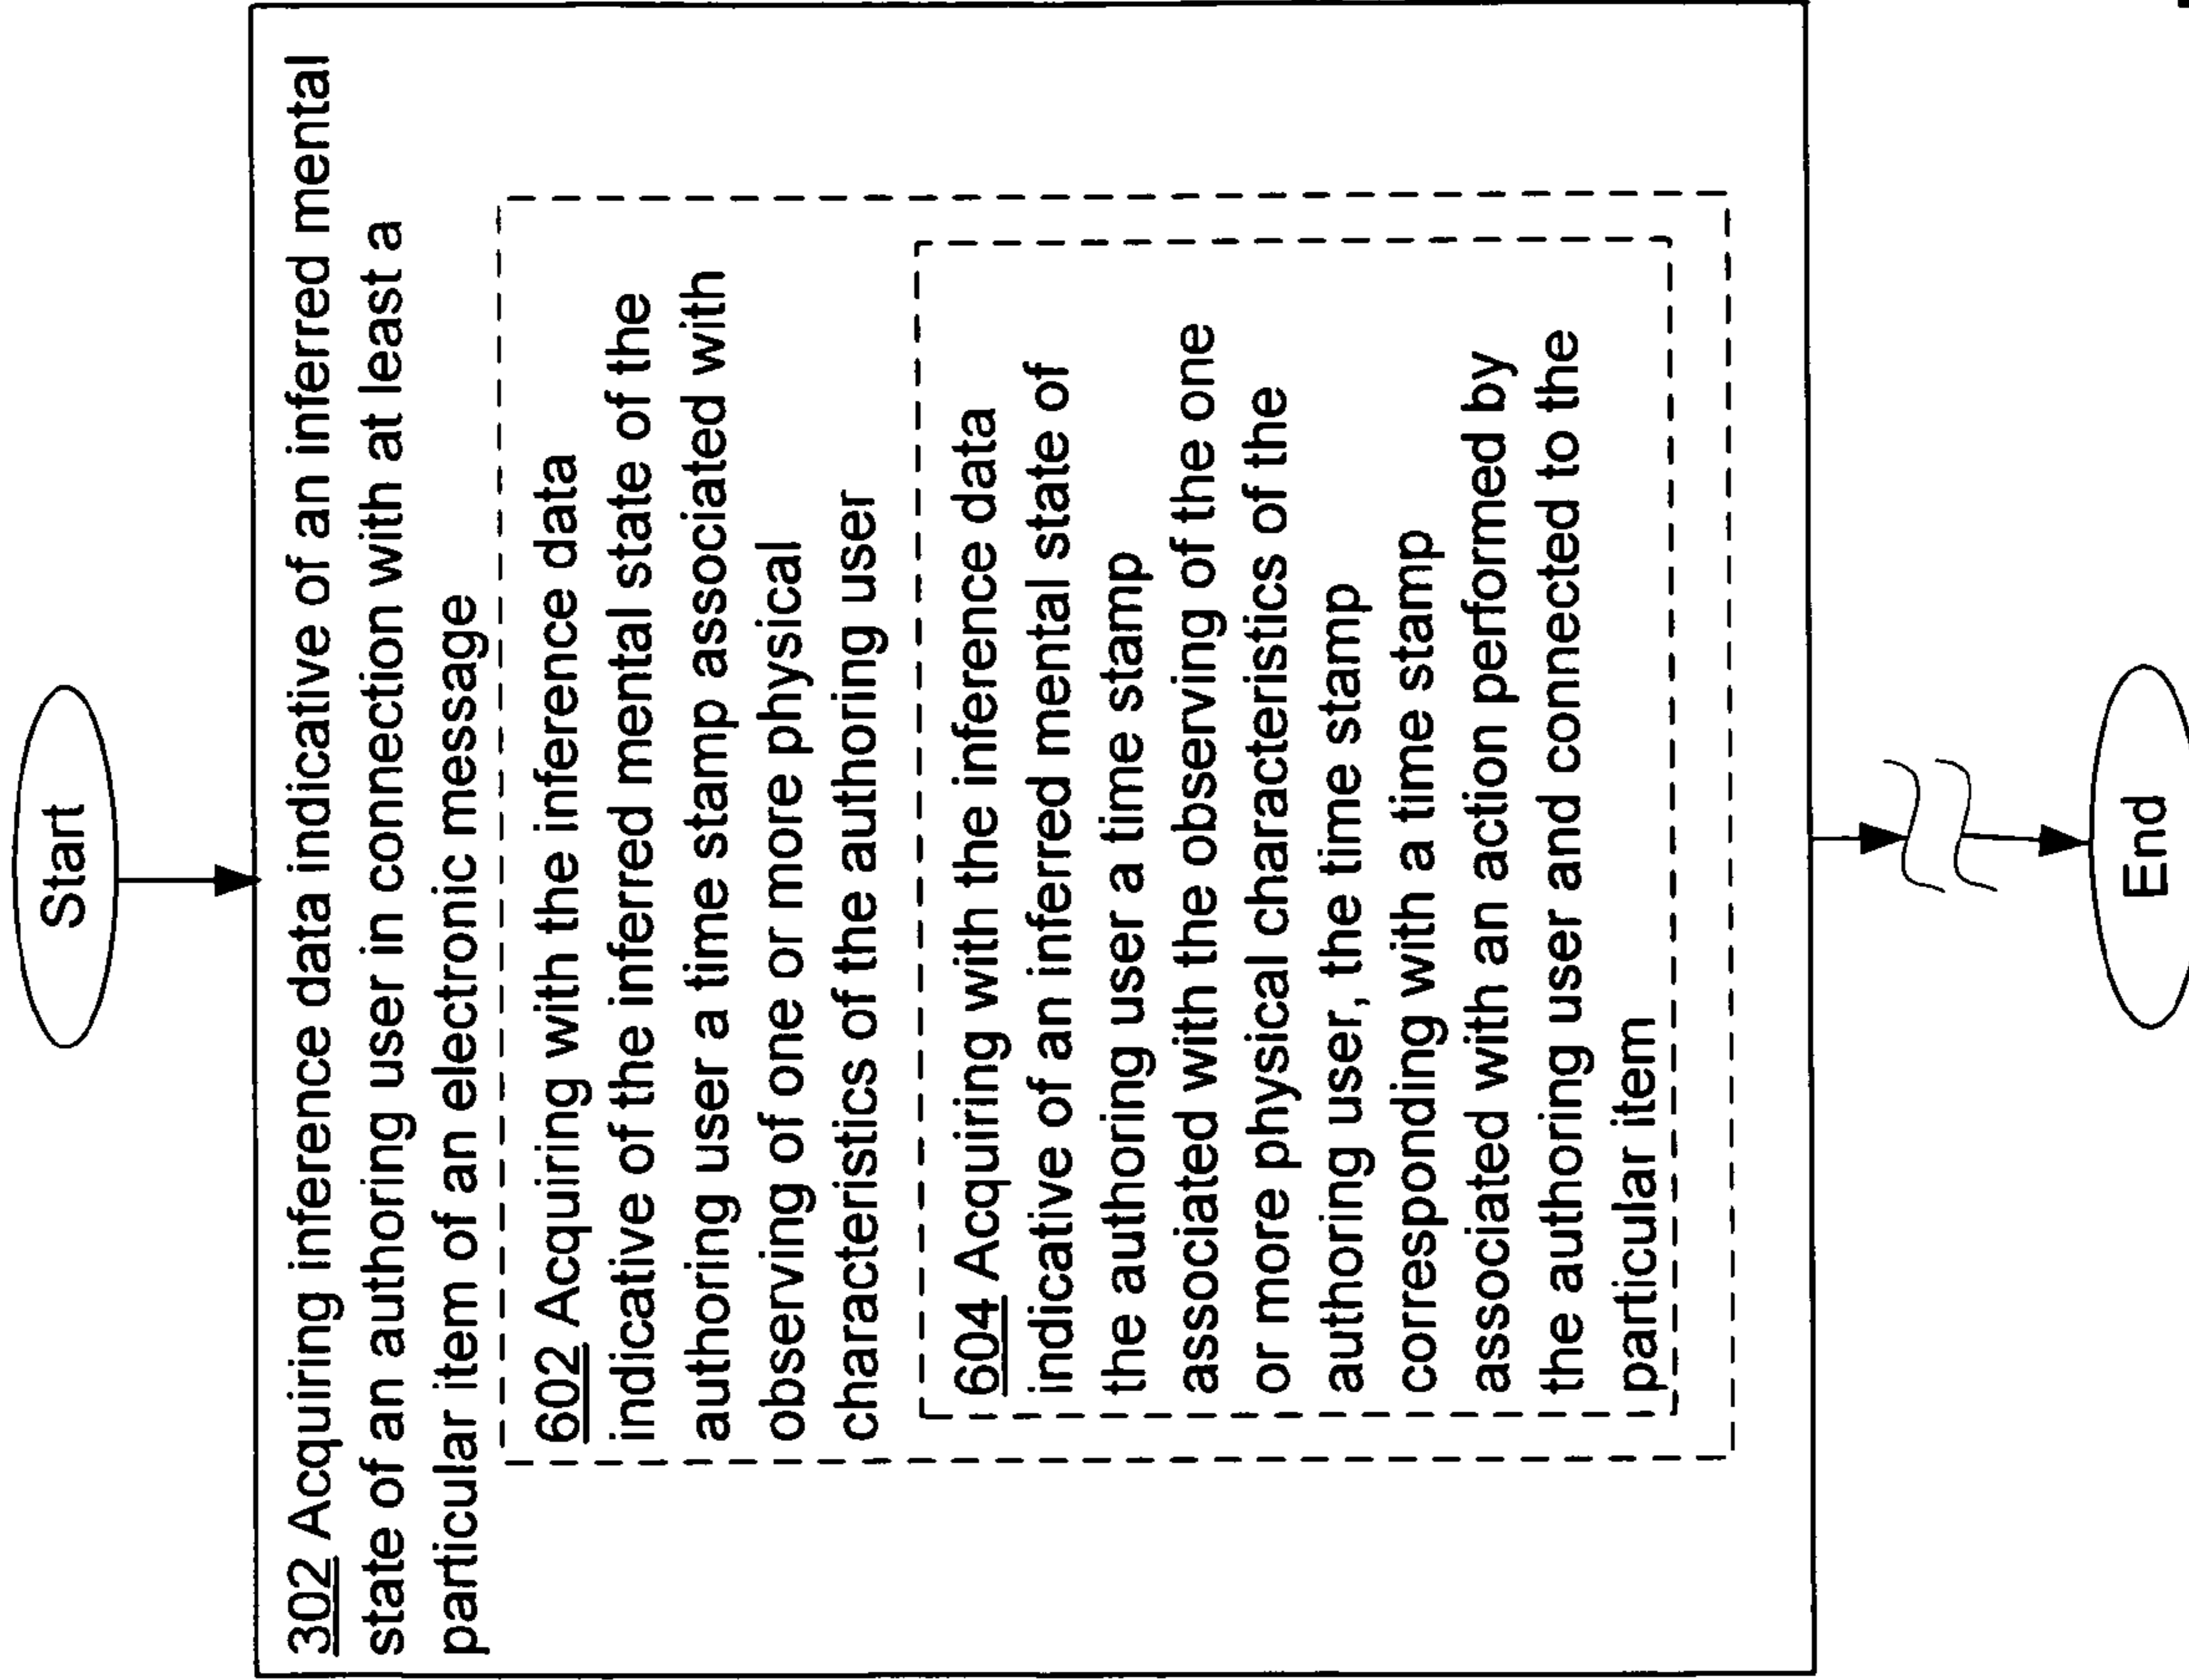 Start
302 Acquiring inference data indicative of an inferred mental
state of an authoring user in connection with at least a
particular item of an electronic message
602 Acquiring with the inference data
indicative of the inferred mental state of the
authoring user a time stamp associated with
observing of one or more physical
characteristics of the authoring user
604 Acquiring with the inference data
indicative of an inferred mental state of
the authoring user a time stamp
associated with the observing of the one
or more physical characteristics of the
authoring user, the time stamp
corresponding with a time stamp
associated with an action performed by
the authoring user and connected to the
particular item
End